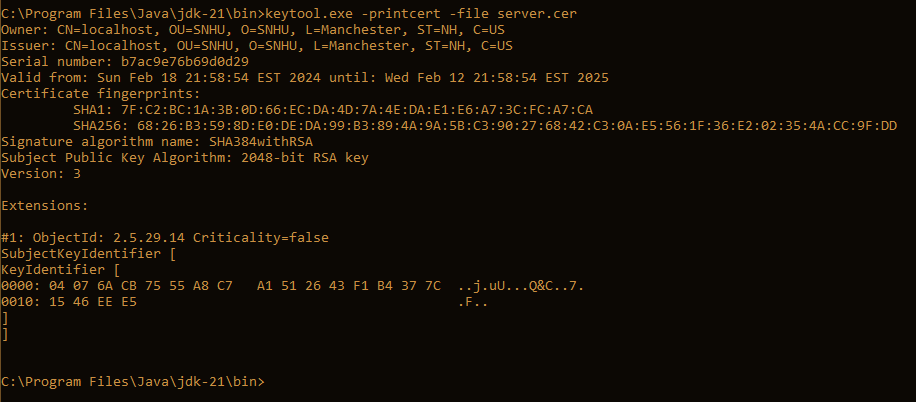 C:\Program Files\Java\jdk-21\bin>keytool.exe -printcert -file server.cer
Owner: CN=localhost, OU=SNHU, O=SNHU, L=Manchester, ST=NH, C=US
Issuer: CN=localhost, OU=SNHU, O=SNHU, L=Manchester, ST=NH, C=US
Serial number: b7ac9e76b69d0d29
Valid from: Sun Feb 18 21:58:54 EST 2024 until: Wed Feb 12 21:58:54 EST 2025
Certificate fingerprints:
         SHA1: 7F:C2:BC:1A:3B:0D:66:EC:DA:4D:7A:4E:DA:E1:E6:A7:3C:FC:A7:CA
         SHA256: 68:26:B3:59:8D:E0:DE:DA:99:B3:89:4A:9A:5B:C3:90:27:68:42:C3:0A:E5:56:1F:36:E2:02:35:4A:CC:9F:DD
Signature algorithm name: SHA384withRSA
Subject Public Key Algorithm: 2048-bit RSA key
Version: 3
Extensions:
#1: ObjectId: 2.5.29.14 Criticality=false
SubjectKeyIdentifier [
KeyIdentifier [
0000: 04 07 6A CB 75 55 A8 C7   A1 51 26 43 F1 B4 37 7C  ..j.uU...Q&C..7.
0010: 15 46 EE E5                                        .F..
]
]
C:\Program Files\Java\jdk-21\bin>